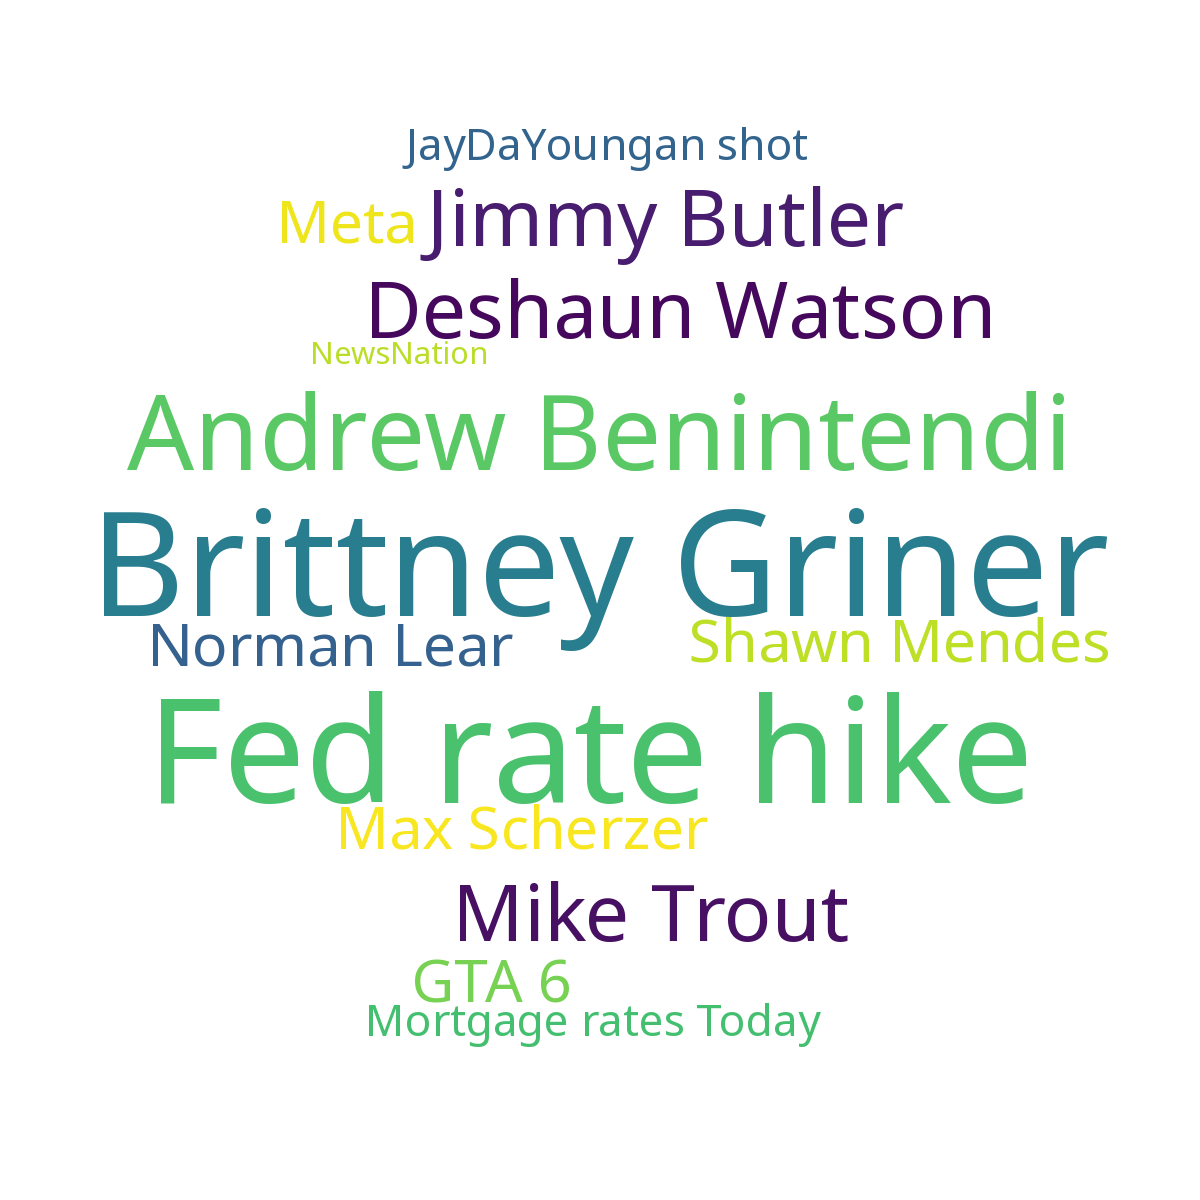 JayDaYoungan shot
Meta Jimmy Butler
Deshaun Watson
NewsNation
Andrew Benintendi
Brittney Griner
Norman Lear Shawn Mendes
Fed rate hike
Max Scherzer
Mike Trout
GTA 6
Mortgage rates Today